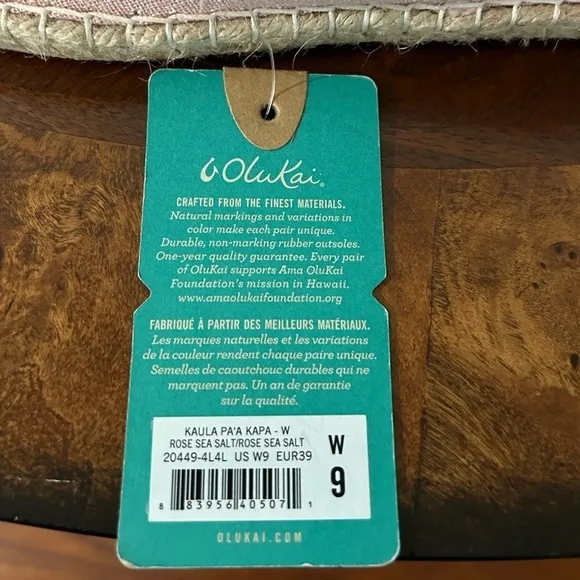 OluKai®
CRAFTED FROM THE FINEST MATERIALS.
Natural markings and variations in
color make each pair unique.
Durable, non-marking rubber outsoles.
One-year quality guarantee. Every pair
of OluKai supports Ama OluKai
Foundation's mission in Hawaii.
www.amaolukaifoundation.org
FABRIQUÉ À PARTIR DES MEILLEURS MATÉRIAUX.
Les marques naturelles et les variations
de la couleur rendent chaque paire unique.
Semelles de caoutchouc durables qui ne
marquent pas. Un an de garantie
sur la qualité.
KAULA PA'A KAPA - W
ROSE SEA SALT/ROSE SEA SALT
20449-4L4L US W9 EUR39
W
9
8 83956 40507 1
OLUKAI.COM